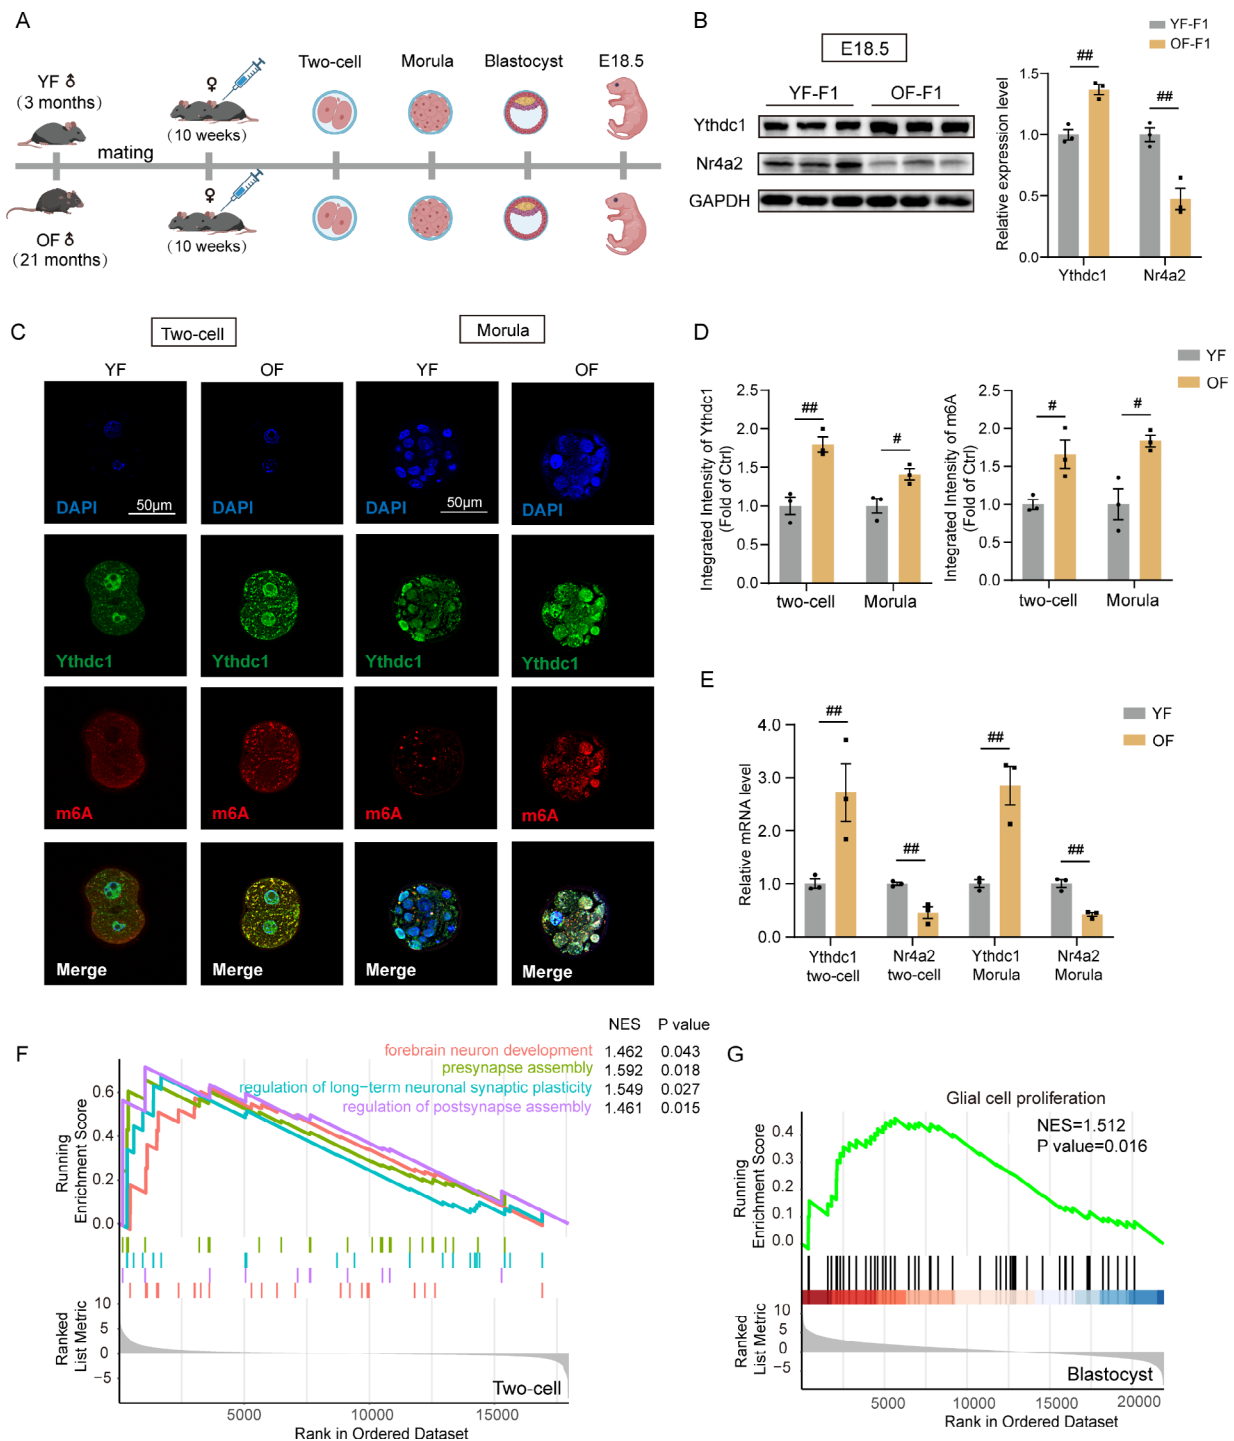 A
YF ♂
(3 months)
mating
OF ♂
(21 months)
♀
(10 weeks)
♀
(10 weeks)
Two-cell
Morula
Blastocyst
E18.5
B
E18.5
YF-F1
OF-F1
Ythdc1
Nr4a2
GAPDH
YF-F1
OF-F1
Relative expression level
1.5
1.0
0.5
0.0
##
##
Ythdc1
Nr4a2
C
Two-cell
Morula
YF
OF
YF
OF
DAPI
50μm
DAPI
DAPI
50μm
DAPI
Ythdc1
Ythdc1
Ythdc1
Ythdc1
m6A
m6A
m6A
m6A
Merge
Merge
Merge
Merge
D
YF
OF
Integrated Intensity of Ythdc1
(Fold of Ctrl)
2.5
2.0
1.5
1.0
0.5
0.0
##
#
two-cell
Morula
Integrated Intensity of m6A
(Fold of Ctrl)
2.5
2.0
1.5
1.0
0.5
0.0
#
#
two-cell
Morula
E
YF
OF
Relative mRNA level
4.0
3.0
2.0
1.0
0.0
##
##
##
##
Ythdc1
two-cell
Nr4a2
two-cell
Ythdc1
Morula
Nr4a2
Morula
F
NES P value
forebrain neuron development 1.462 0.043
presynapse assembly 1.592 0.018
regulation of long-term neuronal synaptic plasticity 1.549 0.027
regulation of postsynapse assembly 1.461 0.015
Running
Enrichment Score
0.6
0.4
0.2
0.0
Ranked
List Metric
10
5
0
−5
Two-cell
5000 10000 15000
Rank in Ordered Dataset
G
Glial cell proliferation
NES=1.512
P value=0.016
Running
Enrichment Score
0.4
0.3
0.2
0.1
0.0
Ranked
List Metric
10
5
0
−5
Blastocyst
5000 10000 15000 20000
Rank in Ordered Dataset